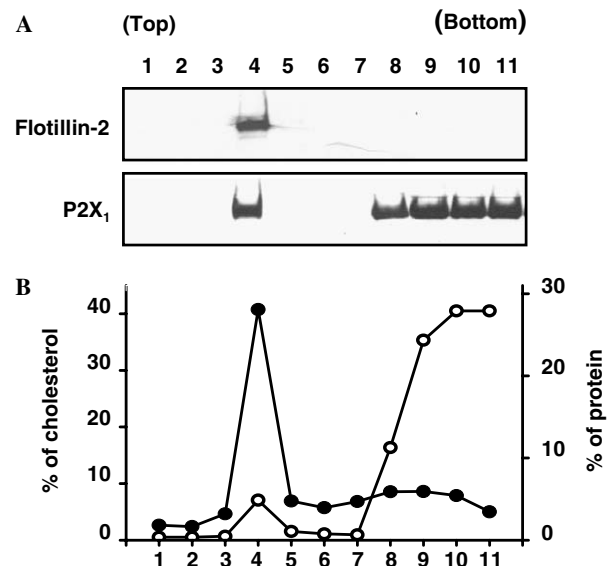 A
(Top)
(Bottom)
1 2 3 4 5 6 7 8 9 10 11
Flotillin-2
P2X₁
B
% of cholesterol
40
30
20
10
0
% of protein
30
20
10
0
1 2 3 4 5 6 7 8 9 10 11